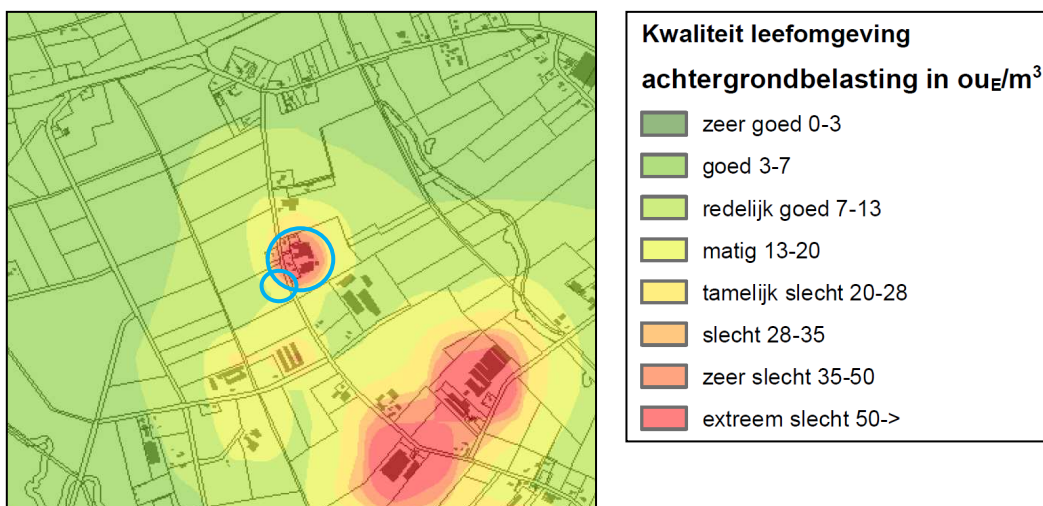 Kwaliteit leefomgeving
achtergrondbelasting in ouE/m³
zeer goed 0-3
goed 3-7
redelijk goed 7-13
matig 13-20
tamelijk slecht 20-28
slecht 28-35
zeer slecht 35-50
extreem slecht 50->